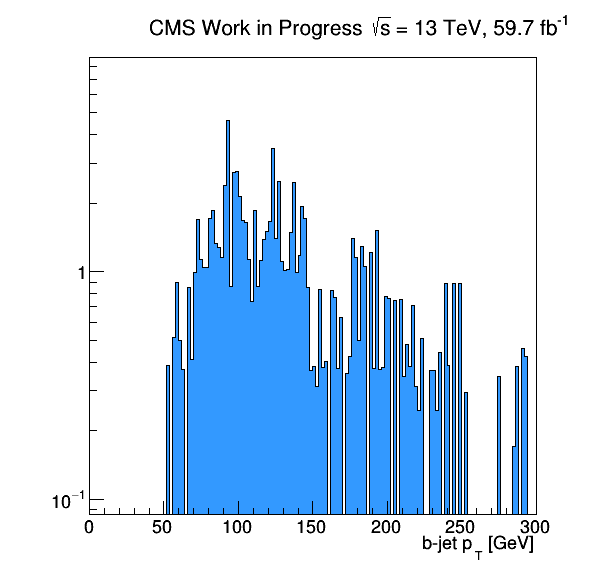 CMS Work in Progress √s = 13 TeV, 59.7 fb⁻¹
1
10⁻¹
0 50 100 150 200 250 300
b-jet p_T [GeV]